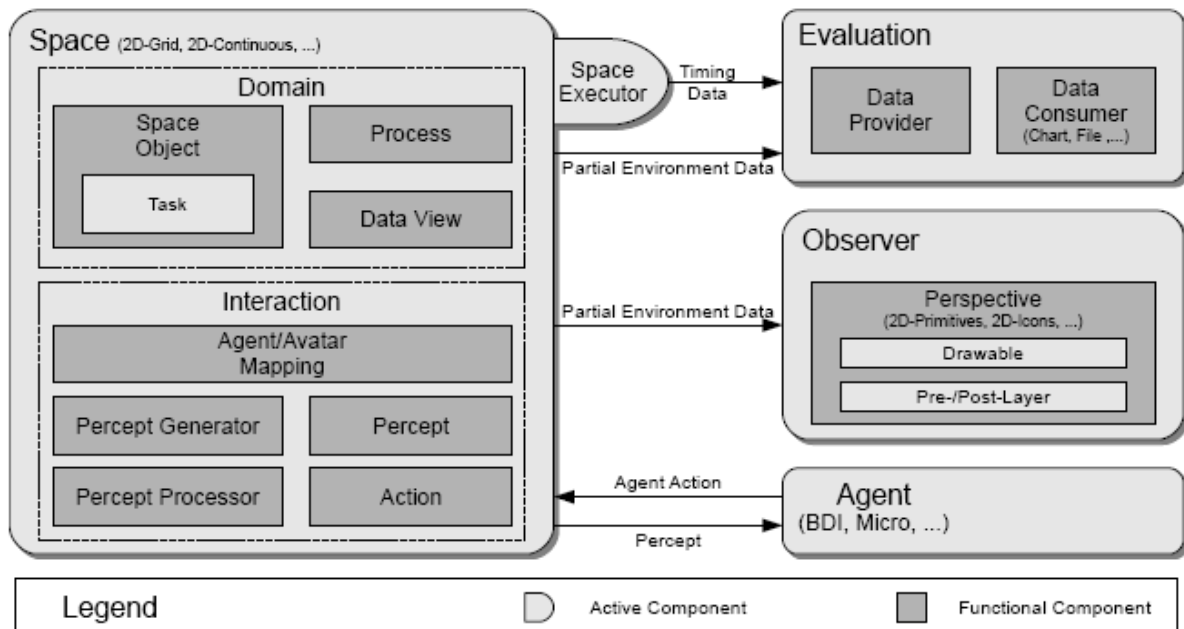 Space (2D-Grid, 2D-Continuous, ...)
Domain
Space
Object
Task
Process
Data View
Interaction
Agent/Avatar
Mapping
Percept Generator
Percept
Percept Processor
Action
Space
Executor
Timing
Data
Partial Environment Data
Partial Environment Data
Agent Action
Percept
Evaluation
Data
Provider
Data
Consumer
(Chart, File ,...)
Observer
Perspective
(2D-Primitives, 2D-Icons, ...)
Drawable
Pre-/Post-Layer
Agent
(BDI, Micro, ...)
Legend
Active Component
Functional Component